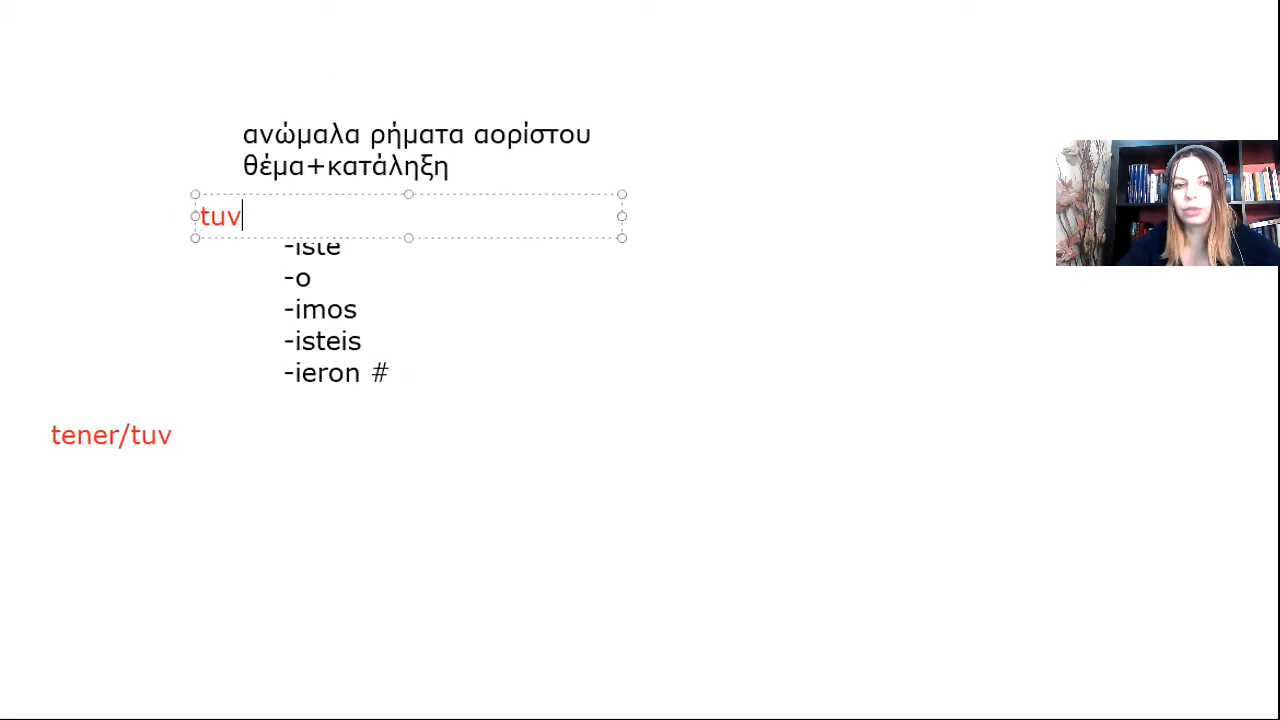 ανώμαλα ρήματα αορίστου
θέμα+κατάληξη
tuv
-iste
-o
-imos
-isteis
-ieron #
tener/tuv